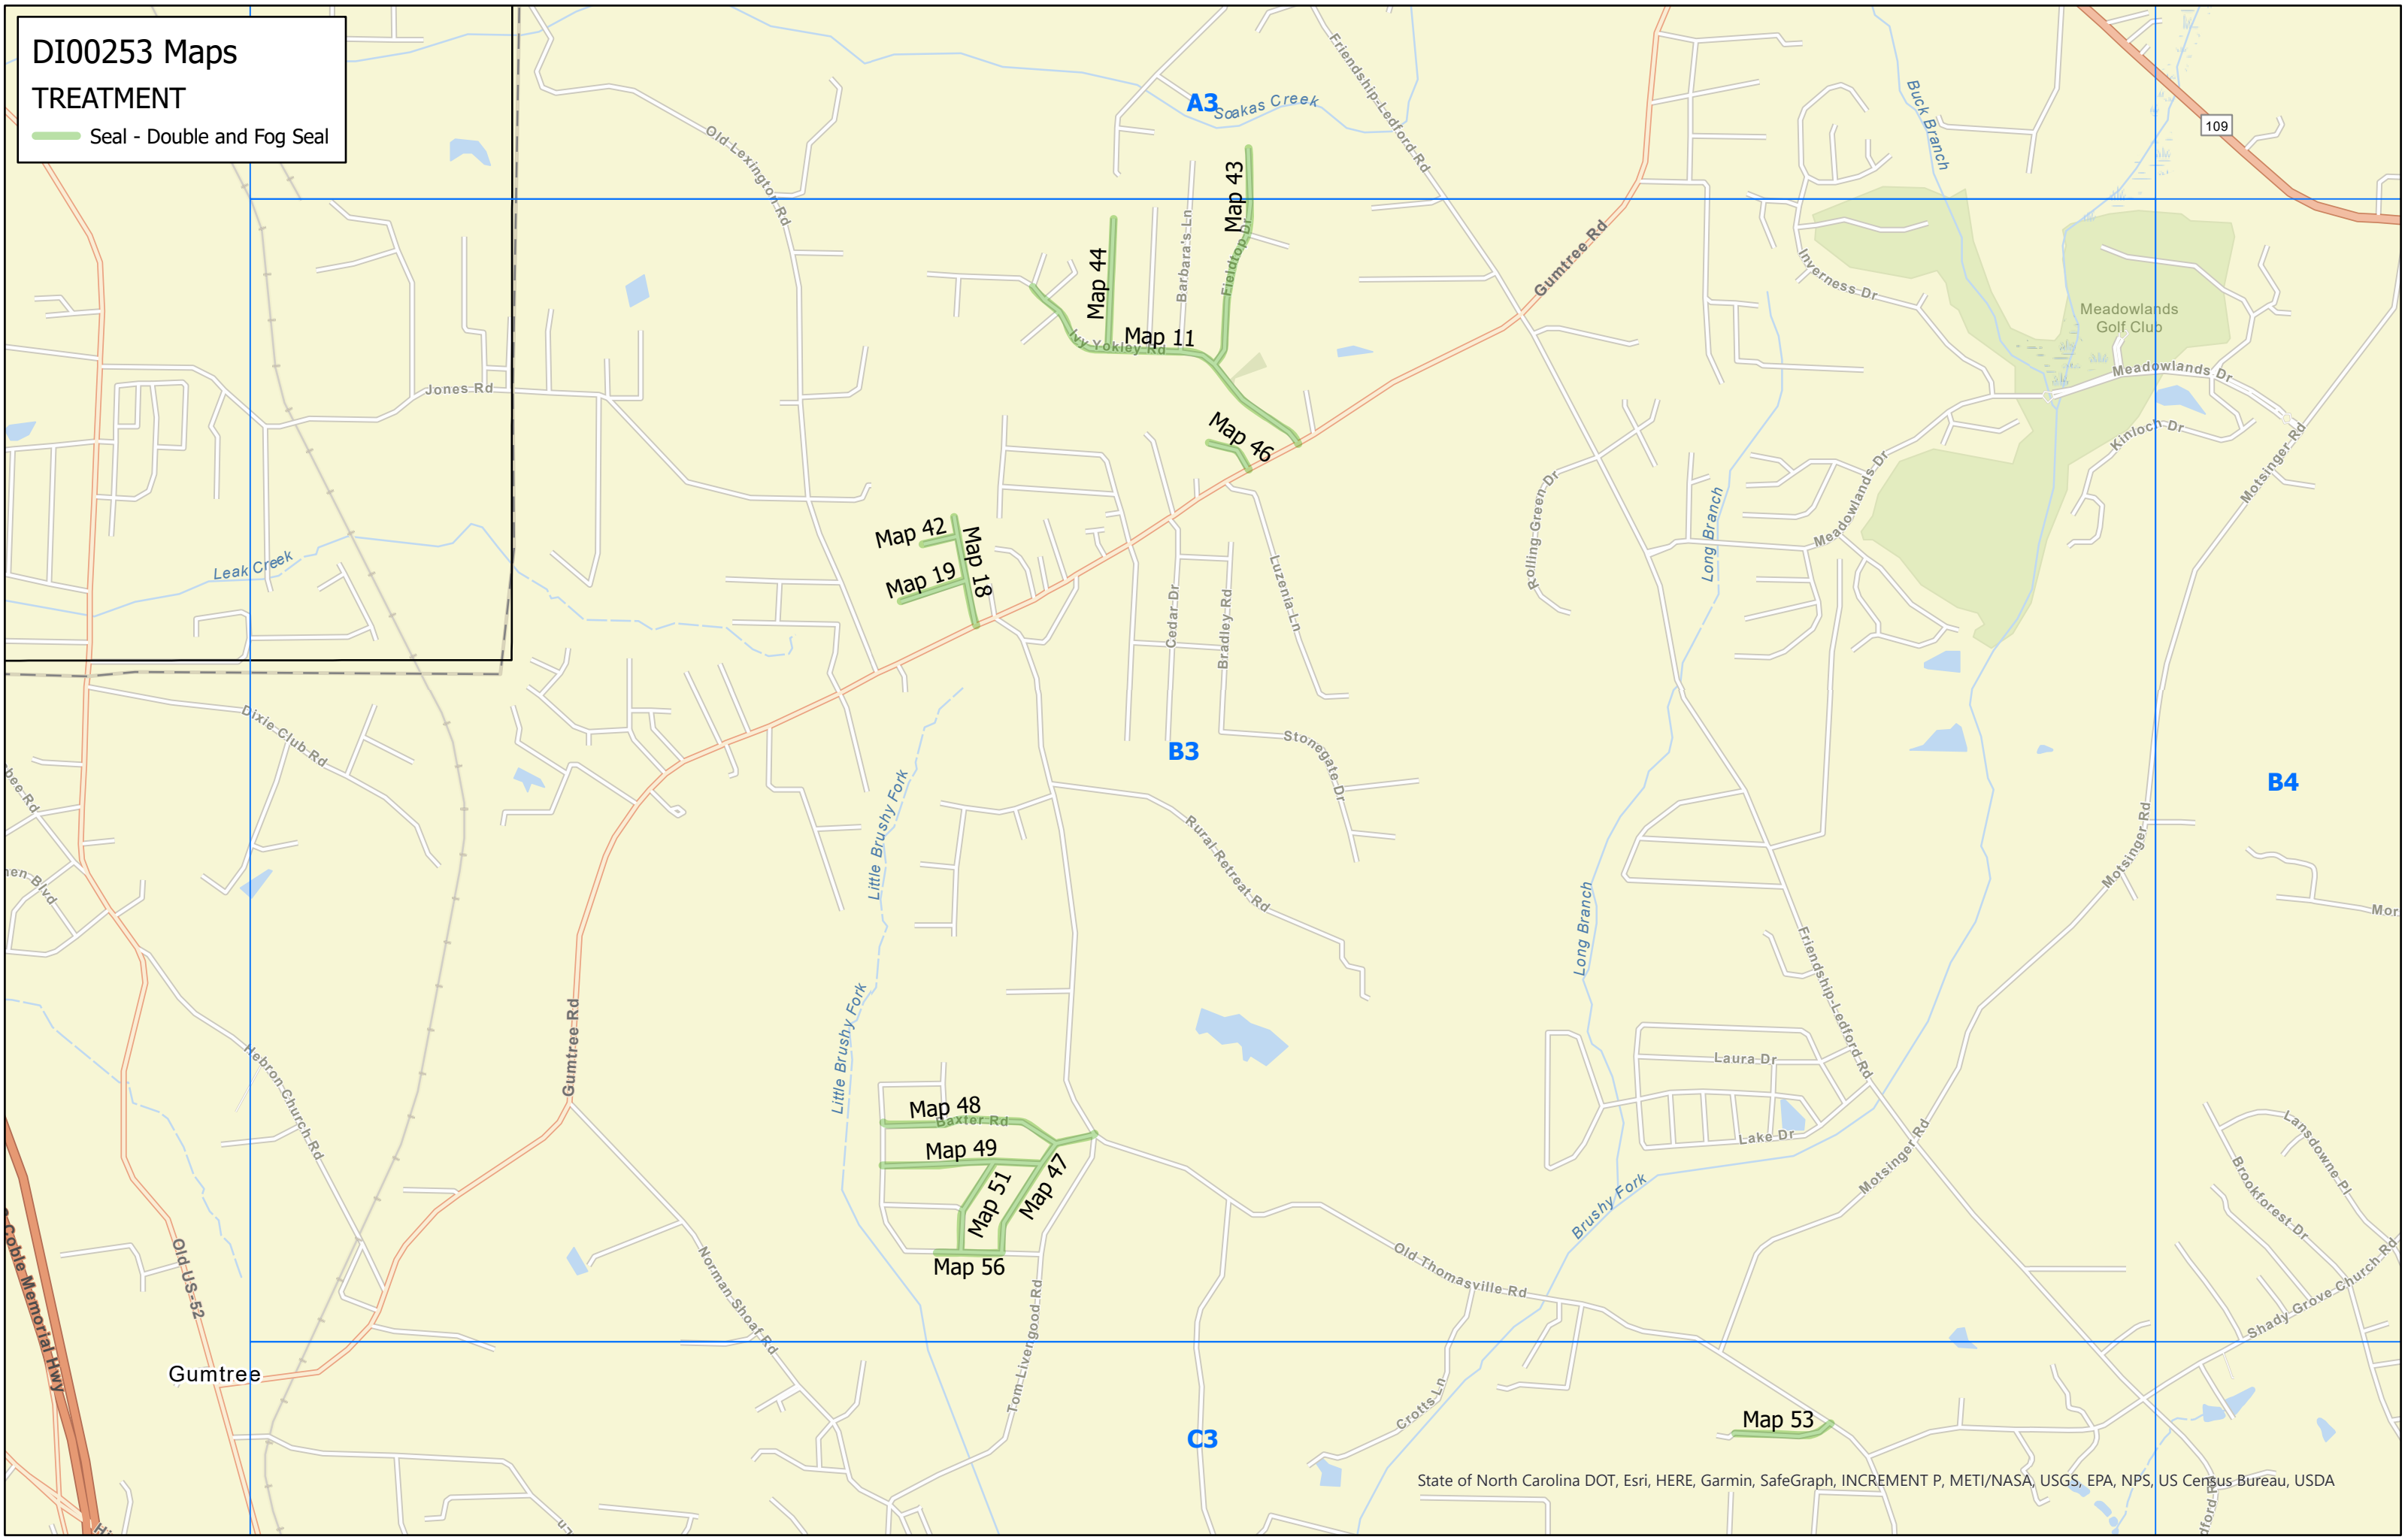 DI00253 Maps
TREATMENT
Seal - Double and Fog Seal
A3
Soakas Creek
Friendship-Ledford Rd
Buck Branch
109
Old Lexington Rd
Map 43
Fieldtop Dr
Barbara's Ln
Map 44
Map 11
Ivy Yokley Rd
Gumtree Rd
Inverness Dr
Meadowlands
Golf Club
Meadowlands Dr
Kinloch Dr
Motsinger Rd
Jones Rd
Map 46
Rolling Green Dr
Long Branch
Meadowlands Dr
Leak Creek
Map 42
Map 18
Map 19
Cedar Dr
Bradley Rd
Luzenia Ln
Dixie Club Rd
bee Rd
hen Blvd
Little Brushy Fork
B3
Stonegate Dr
Rural Retreat Rd
B4
Motsinger Rd
Mor
Long Branch
Friendship-Ledford Rd
Gumtree Rd
Little Brushy Fork
Hebron Church Rd
Laura Dr
Lake Dr
Map 48
Baxter Rd
Map 49
Map 51
Map 47
Map 56
Motsinger Rd
Brushy Fork
Lansdowne Pl
Brookforest Dr
Shady Grove Church Rd
Coble Memorial Hwy
Old US-52
Norman Shoaf Rd
Tom Livengood Rd
Old Thomasville Rd
Gumtree
Crotts Ln
C3
Map 53
State of North Carolina DOT, Esri, HERE, Garmin, SafeGraph, INCREMENT P, METI/NASA, USGS, EPA, NPS, US Census Bureau, USDA
Ln
dford R